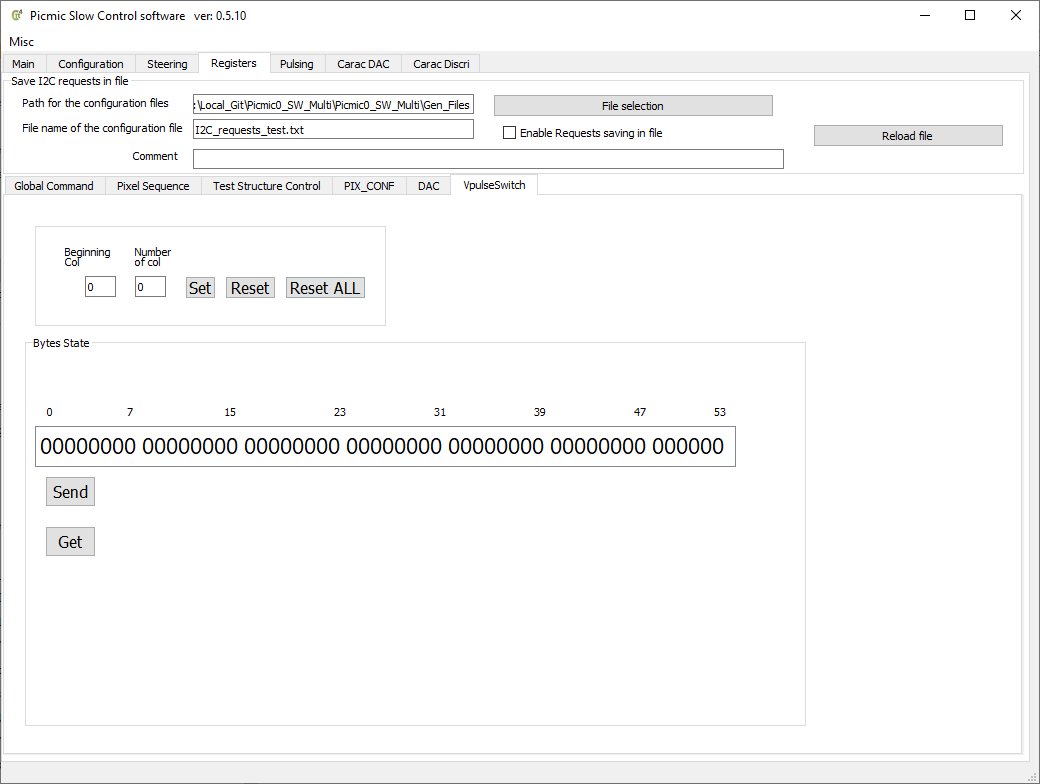 Picmic Slow Control software ver: 0.5.10
Misc
Main Configuration Steering Registers Pulsing Carac DAC Carac Discri
Save I2C requests in file
Path for the configuration files :\Local_Git\Picmic0_SW_Multi\Picmic0_SW_Multi\Gen_Files File selection
File name of the configuration file I2C_requests_test.txt Enable Requests saving in file Reload file
Comment
Global Command Pixel Sequence Test Structure Control PIX_CONF DAC VpulseSwitch
Beginning Number
Col of col
0 0 Set Reset Reset ALL
Bytes State
0 7 15 23 31 39 47 53
00000000 00000000 00000000 00000000 00000000 00000000 000000
Send
Get